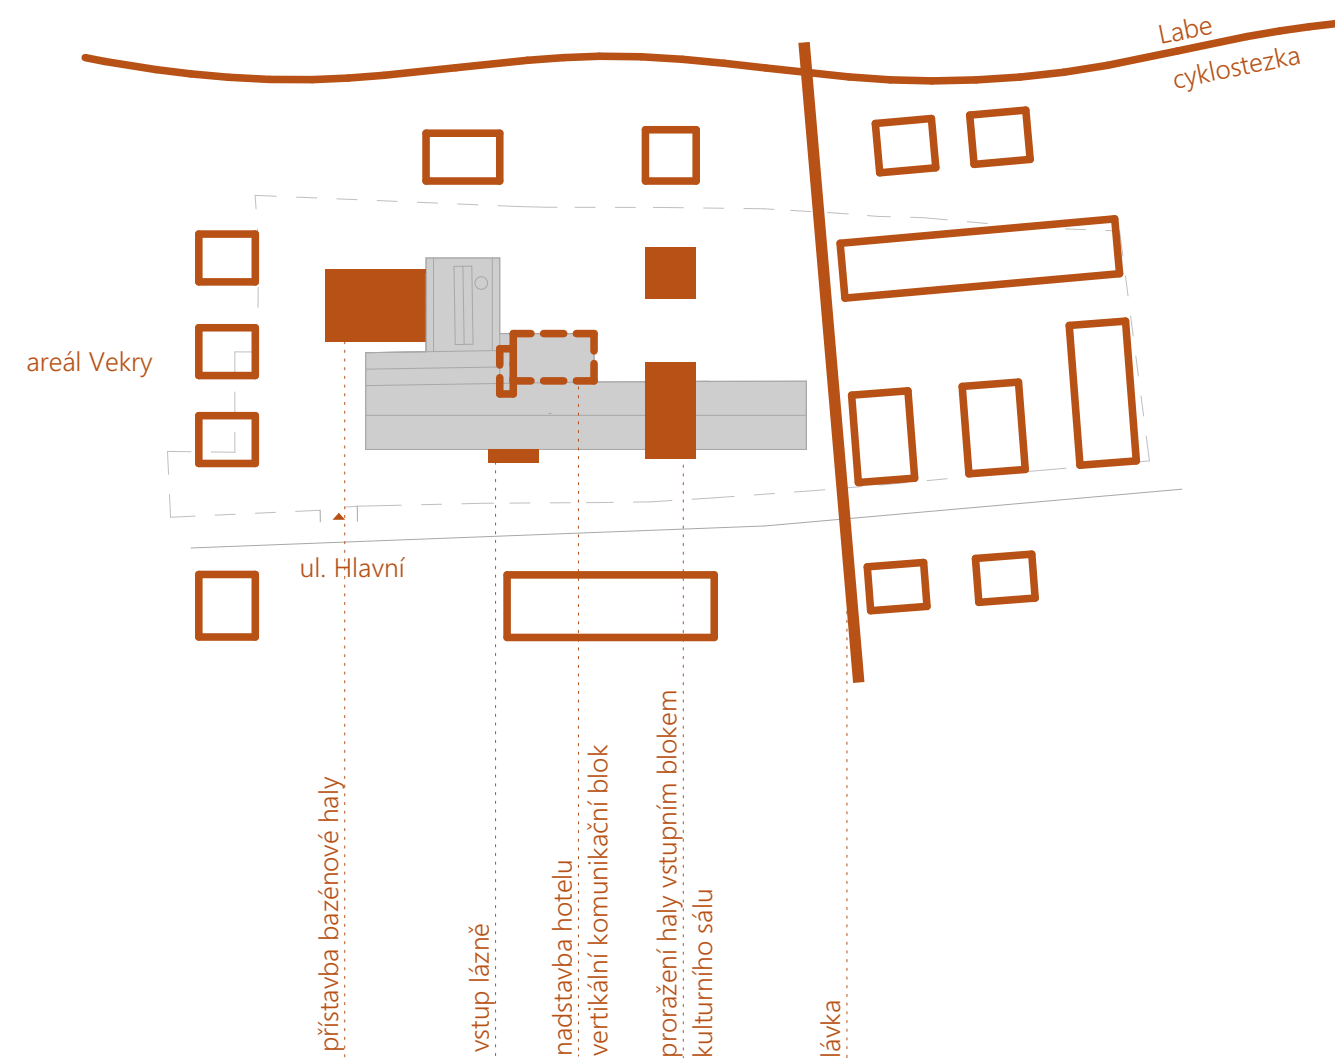 Labe
cyklostezka
areál Vekry
ul. Hlavní
přístavba bazénové haly
vstup lázně
nadstavba hotelu
vertikální komunikační blok
proražení haly vstupním blokem
kulturního sálu
lávka